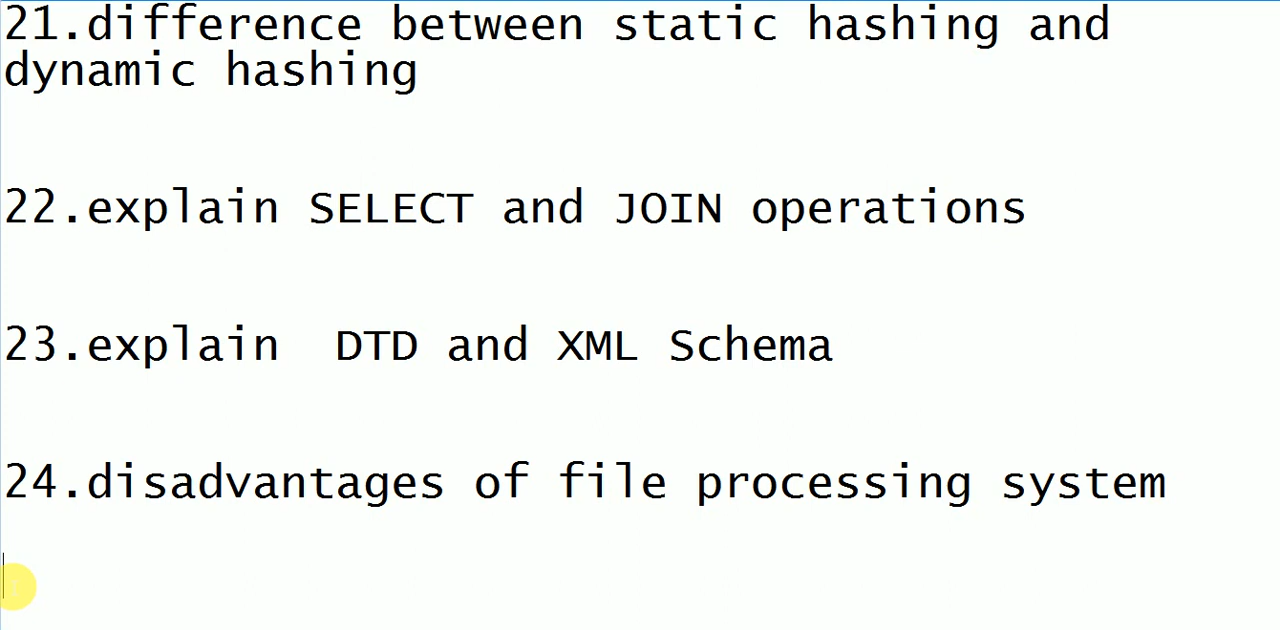 21.difference between static hashing and
dynamic hashing
22.explain SELECT and JOIN operations
23.explain  DTD and XML Schema
24.disadvantages of file processing system